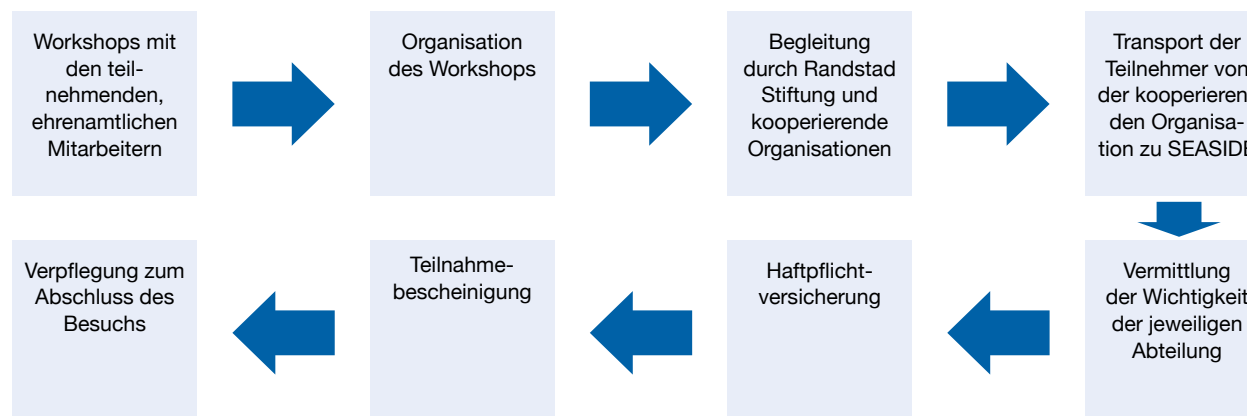 Workshops mit
den teil-
nehmenden,
ehrenamtlichen
Mitarbeitern
Organisation
des Workshops
Begleitung
durch Randstad
Stiftung und
kooperierende
Organisationen
Transport der
Teilnehmer von
der kooperieren-
den Organisa-
tion zu SEASIDE
Vermittlung
der Wichtigkeit
der jeweiligen
Abteilung
Haftpflicht-
versicherung
Teilnahme-
bescheinigung
Verpflegung zum
Abschluss des
Besuchs